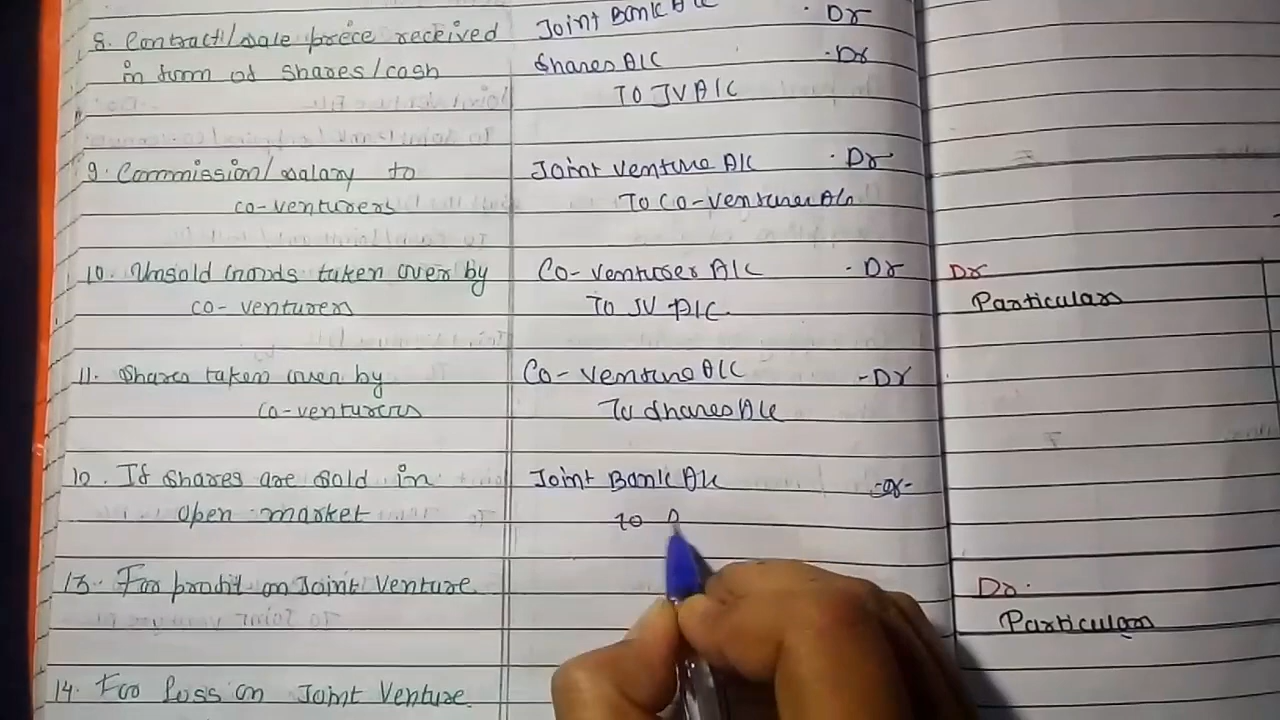 8. Contract/sale price received
in form of shares/cash
Joint Bank A/c - Dr
Shares A/C - Dr
To JV A/C
9. Commission/salary to
co-venturers
Joint venture A/C - Dr
To Co-venturer A/c
10. Unsold Goods taken over by
co-venturers
Co-venturer A/C - Dr
To JV A/C.
11. Shares taken over by
co-venturers
Co-venture A/C - Dr
To shares A/c
12. If shares are sold in
open market
Joint Bank A/c - Dr
To
13. For profit on Joint Venture
14. For Loss on Joint Venture
Dr
Particulars
Dr.
Particulars